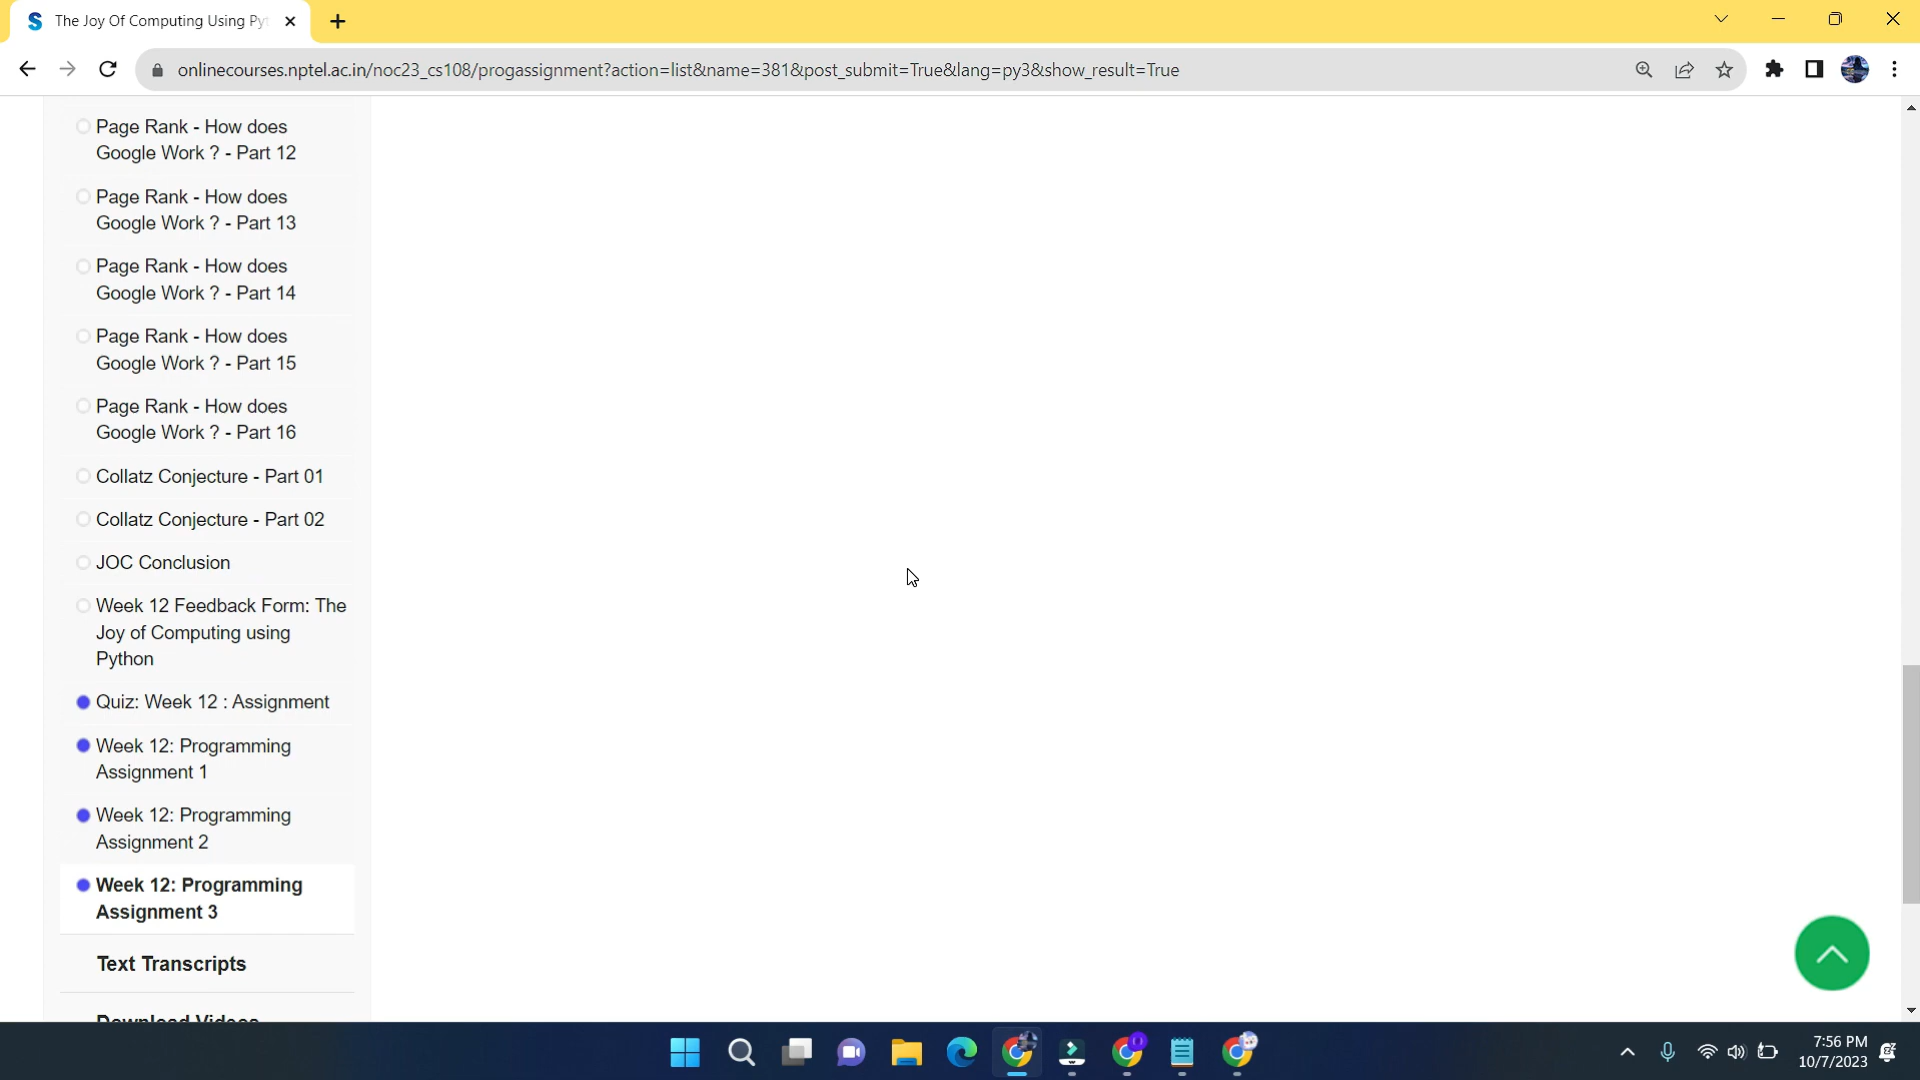 The Joy Of Computing Using Pyt
onlinecourses.nptel.ac.in/noc23_cs108/progassignment?action=list&name=381&post_submit=True&lang=py3&show_result=True
Page Rank - How does
Google Work ? - Part 12
Page Rank - How does
Google Work ? - Part 13
Page Rank - How does
Google Work ? - Part 14
Page Rank - How does
Google Work ? - Part 15
Page Rank - How does
Google Work ? - Part 16
Collatz Conjecture - Part 01
Collatz Conjecture - Part 02
JOC Conclusion
Week 12 Feedback Form: The
Joy of Computing using
Python
Quiz: Week 12 : Assignment
Week 12: Programming
Assignment 1
Week 12: Programming
Assignment 2
Week 12: Programming
Assignment 3
Text Transcripts
Download Videos
7:56 PM
10/7/2023